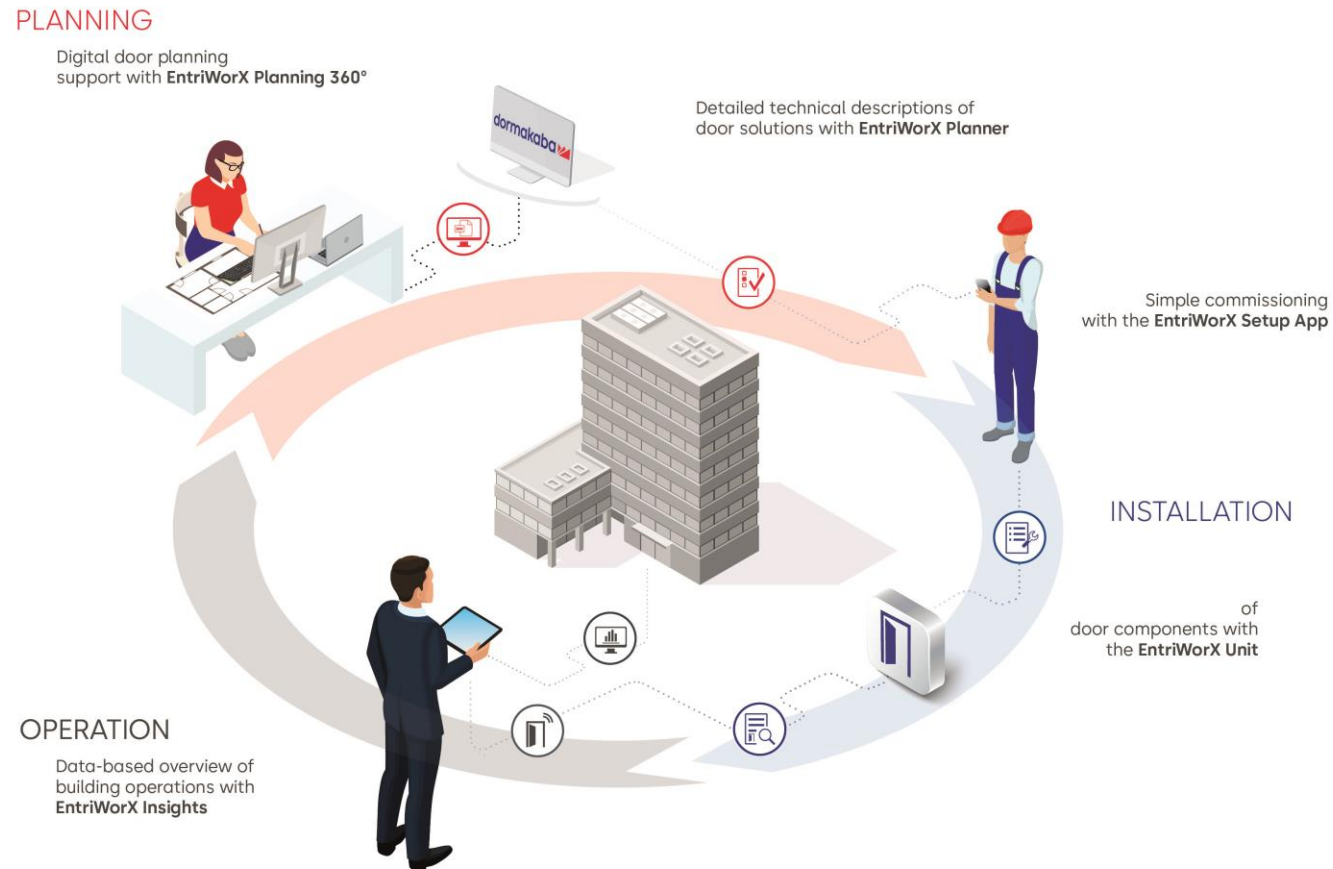 PLANNING
Digital door planning
support with EntriWorX Planning 360°
dormakaba
Detailed technical descriptions of
door solutions with EntriWorX Planner
Simple commissioning
with the EntriWorX Setup App
INSTALLATION
of
door components with
the EntriWorX Unit
OPERATION
Data-based overview of
building operations with
EntriWorX Insights